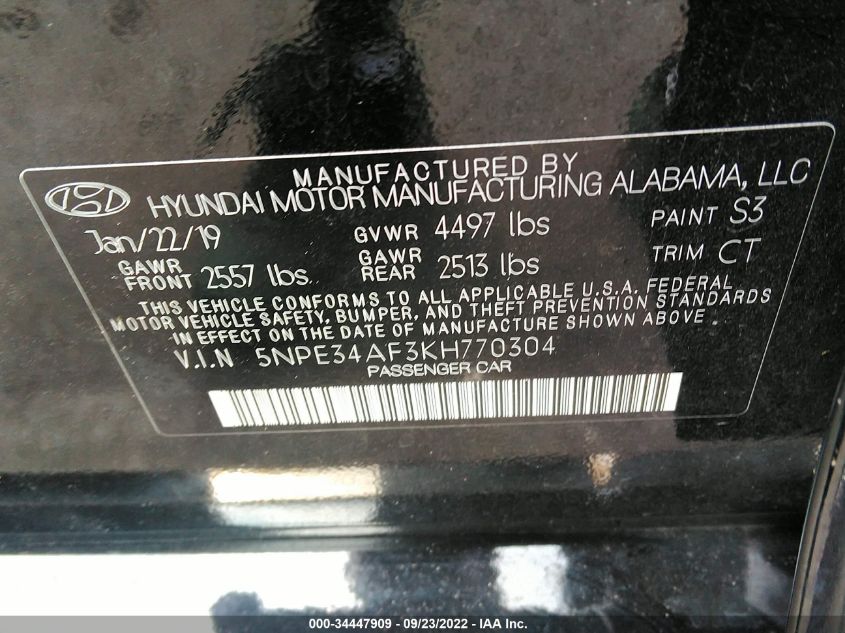 MANUFACTURED BY
HYUNDAI MOTOR MANUFACTURING ALABAMA, LLC
Jan/22/19 GVWR 4497 lbs PAINT S3
GAWR FRONT 2557 lbs. GAWR REAR 2513 lbs TRIM CT
THIS VEHICLE CONFORMS TO ALL APPLICABLE U.S.A. FEDERAL
MOTOR VEHICLE SAFETY, BUMPER, AND THEFT PREVENTION STANDARDS
IN EFFECT ON THE DATE OF MANUFACTURE SHOWN ABOVE.
V.I.N 5NPE34AF3KH770304
PASSENGER CAR
000-34447909 - 09/23/2022 - IAA Inc.